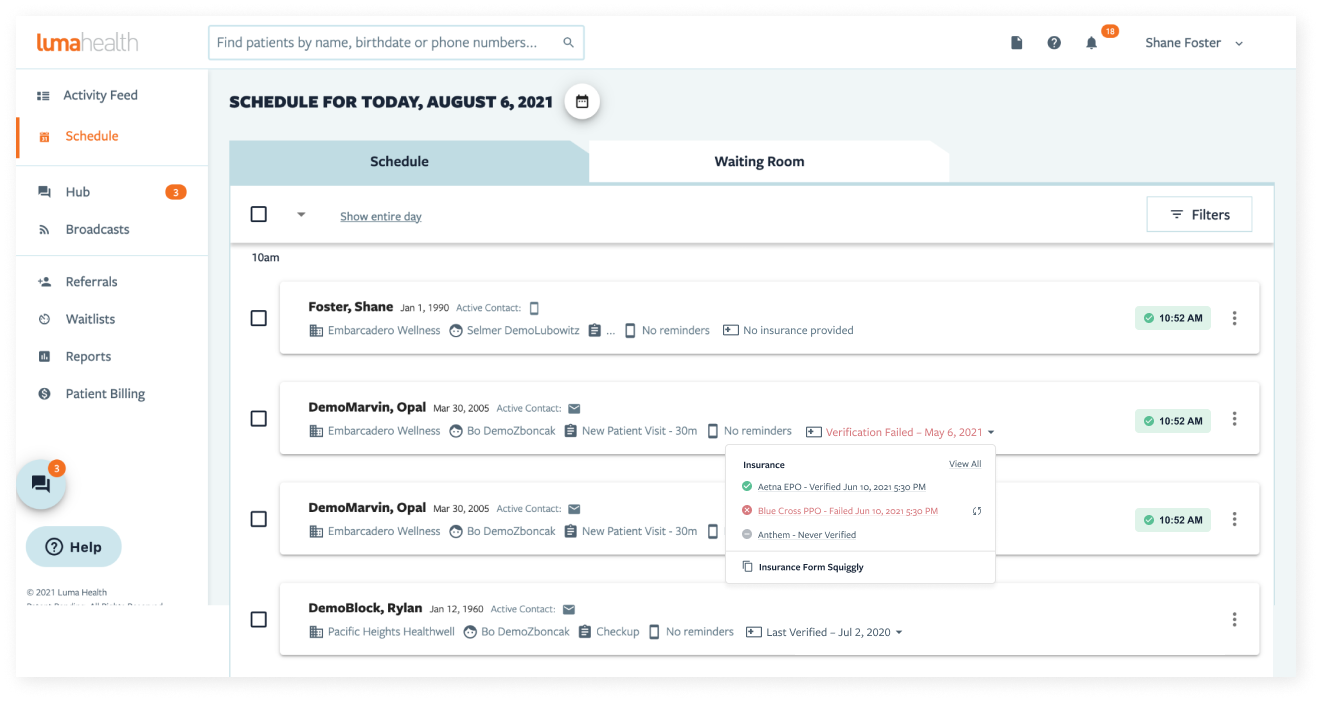 lumahealth
Find patients by name, birthdate or phone numbers...
18
Shane Foster
Activity Feed
Schedule
Hub
3
Broadcasts
Referrals
Waitlists
Reports
Patient Billing
3
Help
© 2021 Luma Health
Patent Pending. All Rights Reserved
SCHEDULE FOR TODAY, AUGUST 6, 2021
Schedule
Waiting Room
Show entire day
Filters
10am
Foster, Shane Jan 1, 1990 Active Contact:
Embarcadero Wellness Selmer DemoLubowitz ... No reminders No insurance provided
10:52 AM
DemoMarvin, Opal Mar 30, 2005 Active Contact:
Embarcadero Wellness Bo DemoZboncak New Patient Visit - 30m No reminders Verification Failed – May 6, 2021
10:52 AM
Insurance View All
Aetna EPO - Verified Jun 10, 2021 5:30 PM
Blue Cross PPO - Failed Jun 10, 2021 5:30 PM
Anthem - Never Verified
Insurance Form Squiggly
DemoMarvin, Opal Mar 30, 2005 Active Contact:
Embarcadero Wellness Bo DemoZboncak New Patient Visit - 30m
10:52 AM
DemoBlock, Rylan Jan 12, 1960 Active Contact:
Pacific Heights Healthwell Bo DemoZboncak Checkup No reminders Last Verified – Jul 2, 2020